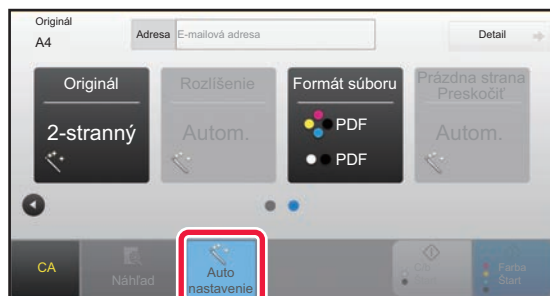 Originál
A4
Adresa E-mailová adresa
Detail
Originál
2-stranný
Rozlíšenie
Autom.
Formát súboru
PDF
PDF
Prázdna strana
Preskočiť
Autom.
CA
Náhľad
Auto
nastavenie
Farba
Štart